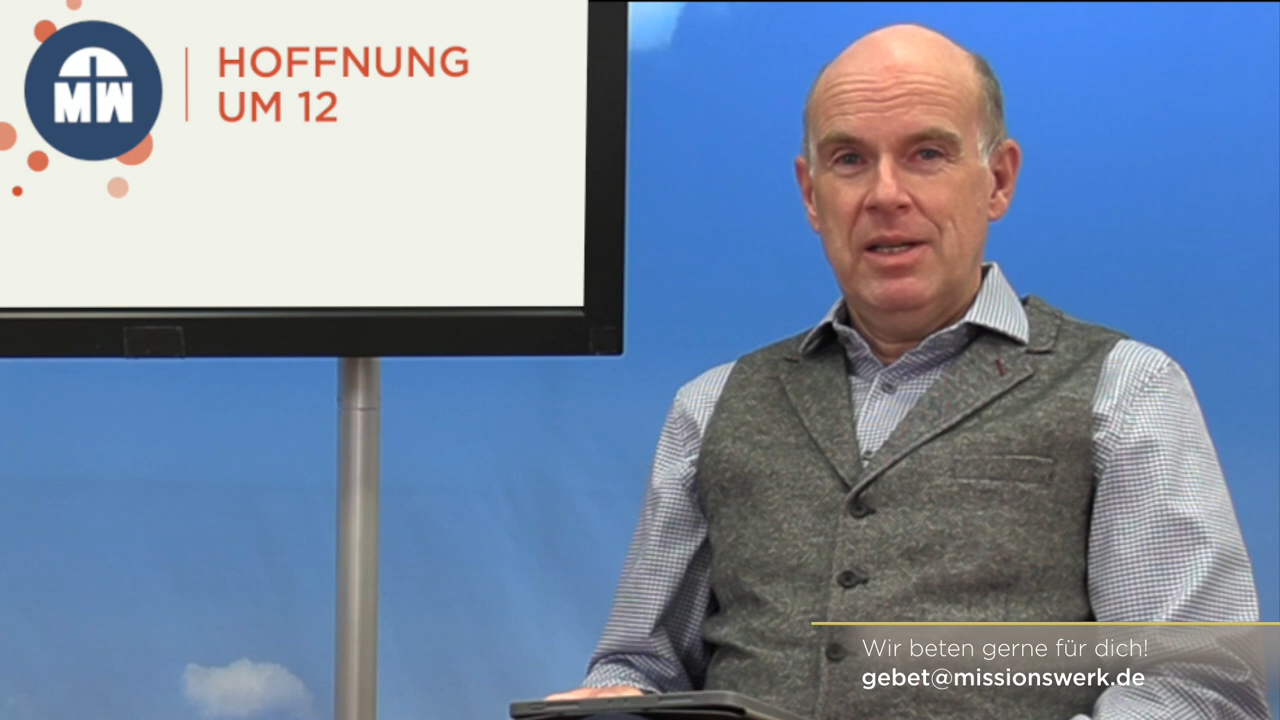 MW
HOFFNUNG
UM 12
Wir beten gerne für dich!
gebet@missionswerk.de